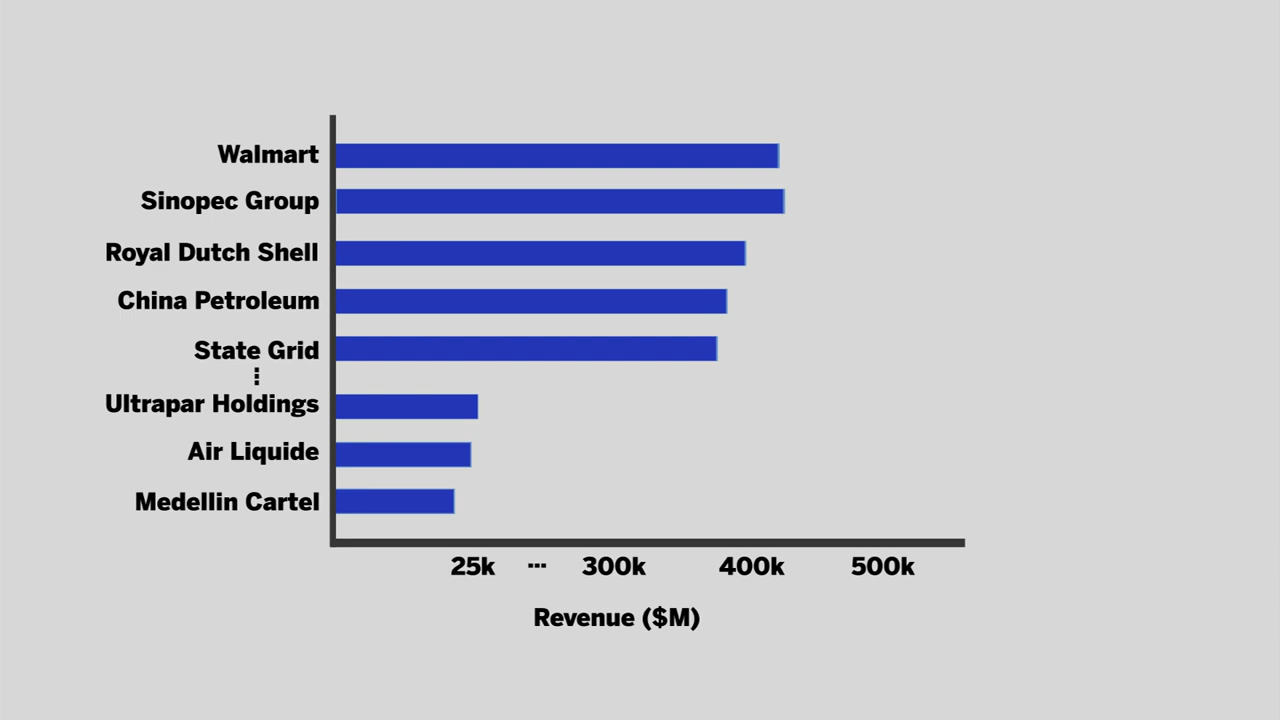 Walmart
Sinopec Group
Royal Dutch Shell
China Petroleum
State Grid
⋮
Ultrapar Holdings
Air Liquide
Medellin Cartel
25k ... 300k 400k 500k
Revenue ($M)